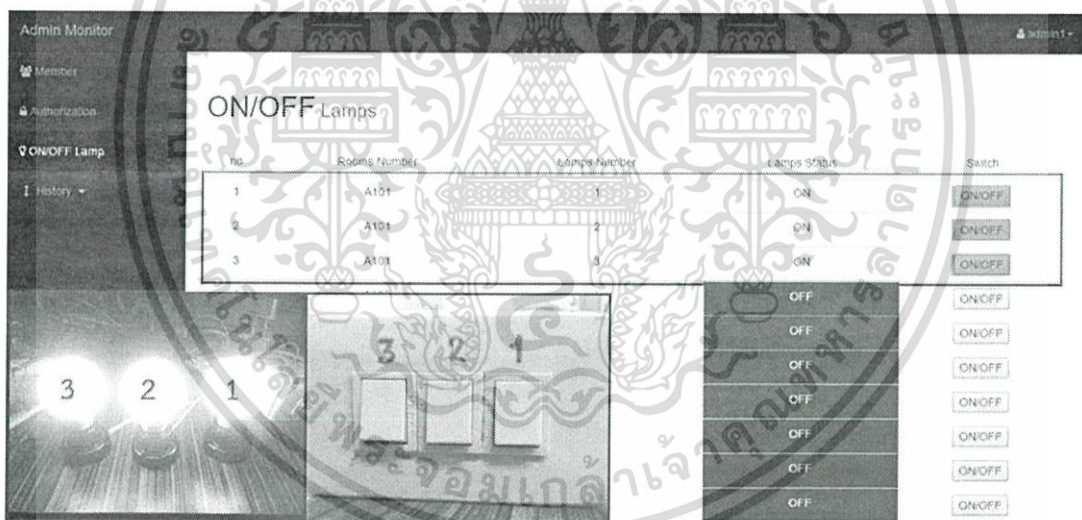 Admin Monitor
admin1
Member
Authorization
ON/OFF Lamp
History
ON/OFF Lamps
no Rooms Number Lamps Number Lamps Status Switch
1 A101 1 ON ON/OFF
2 A101 2 ON ON/OFF
3 A101 3 ON ON/OFF
OFF ON/OFF
OFF ON/OFF
OFF ON/OFF
OFF ON/OFF
OFF ON/OFF
OFF ON/OFF
OFF ON/OFF
3 2 1
3 2 1